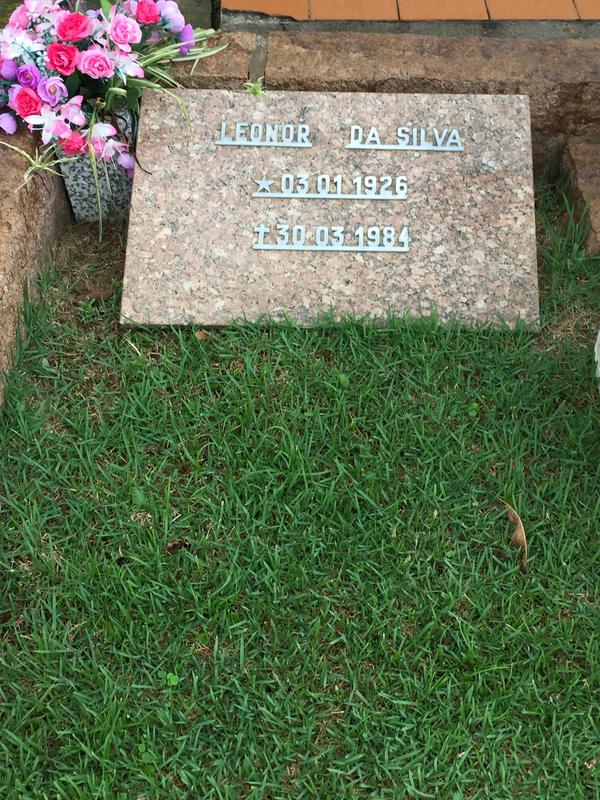 LEONOR DA SILVA
★ 03 01 1926
✝ 30 03 1984